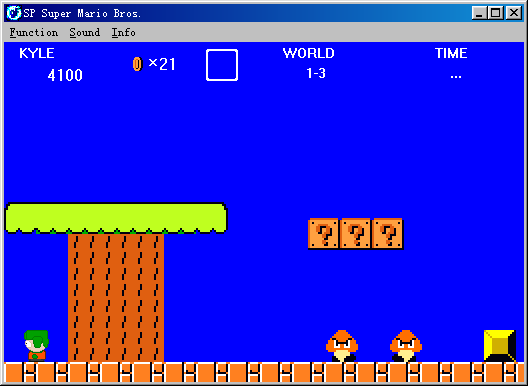 SP Super Mario Bros.
Function Sound Info
KYLE WORLD TIME
4100 ×21 1-3 ...
? ? ?